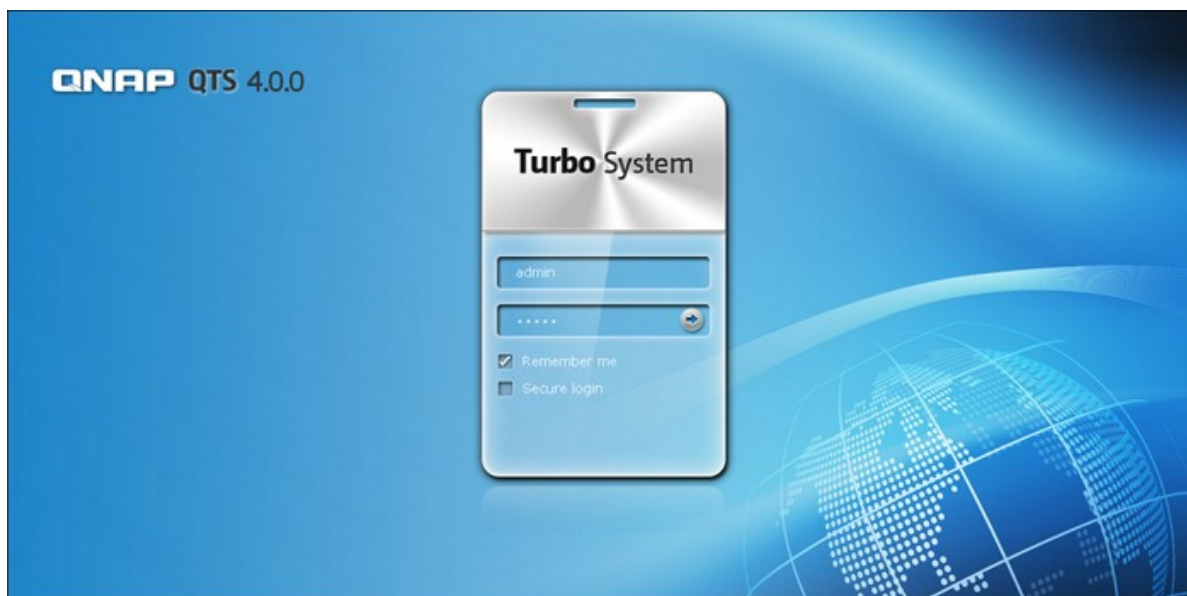 QNAP QTS 4.0.0
Turbo System
admin
•••••
Remember me
Secure login